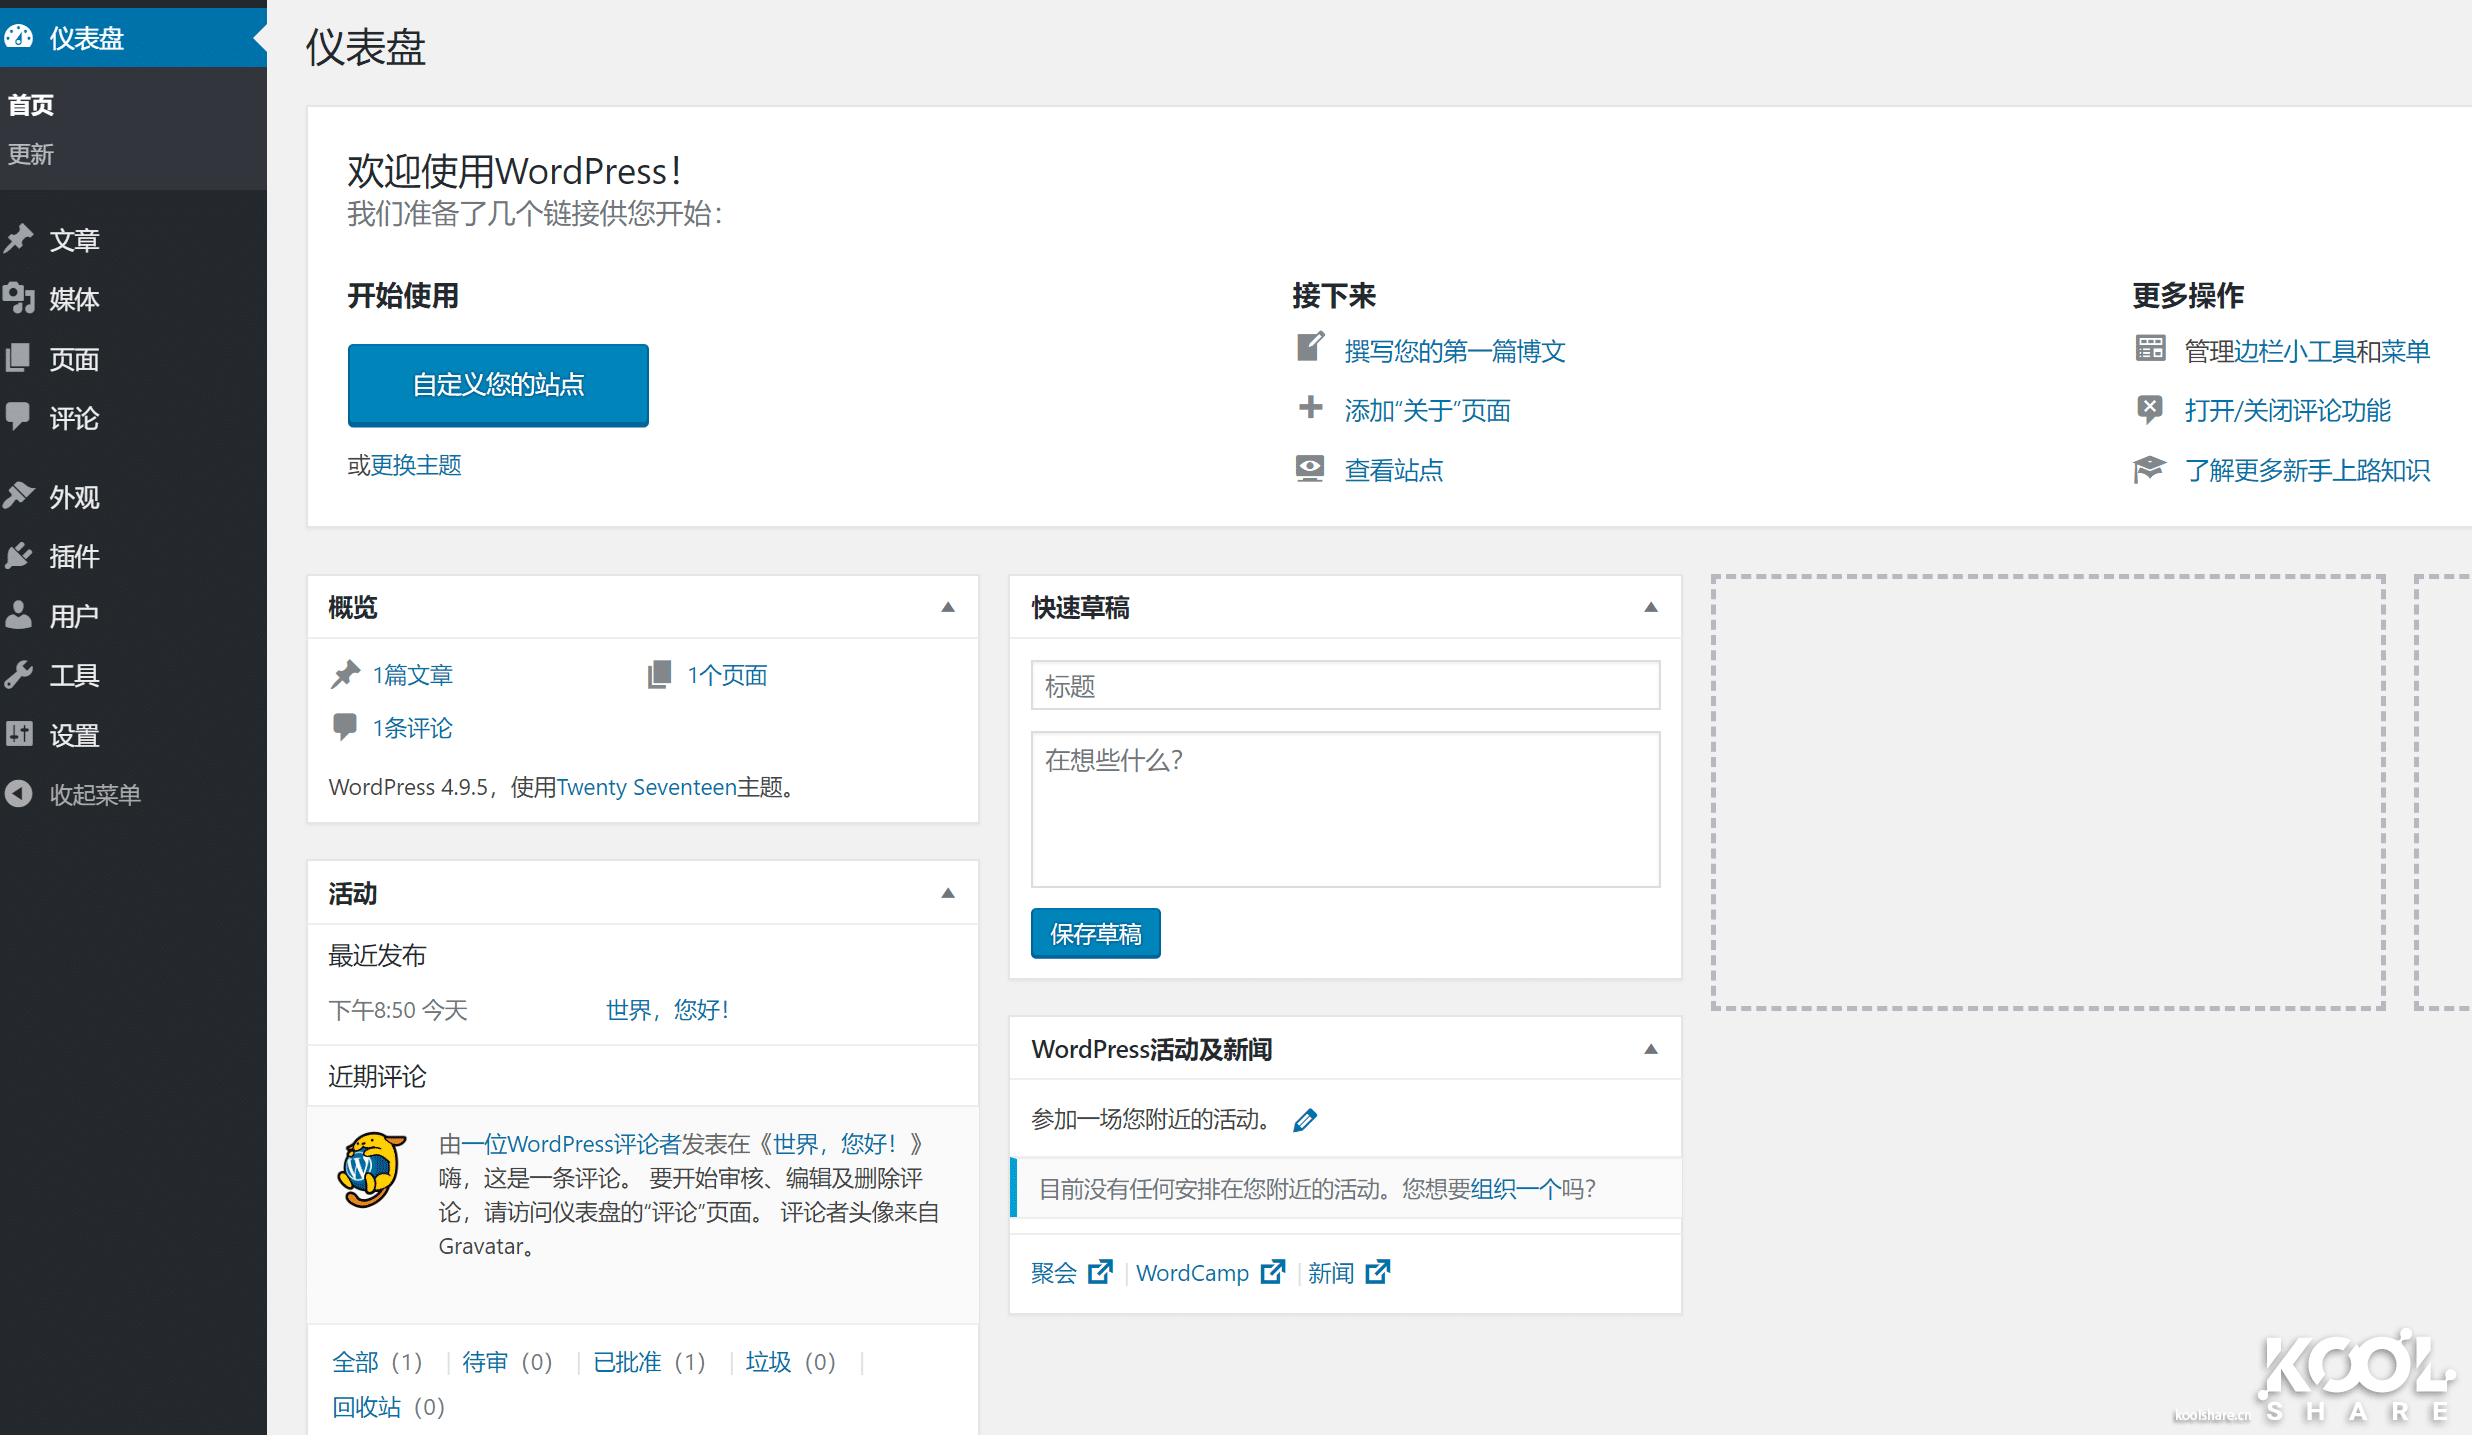 仪表盘
首页
更新
文章
媒体
页面
评论
外观
插件
用户
工具
设置
收起菜单
仪表盘
欢迎使用WordPress！
我们准备了几个链接供您开始：
开始使用
自定义您的站点
或更换主题
接下来
撰写您的第一篇博文
添加“关于”页面
查看站点
更多操作
管理边栏小工具和菜单
打开/关闭评论功能
了解更多新手上路知识
概览
1篇文章
1个页面
1条评论
WordPress 4.9.5，使用Twenty Seventeen主题。
活动
最近发布
下午8:50 今天
世界，您好！
近期评论
由一位WordPress评论者发表在《世界，您好！》
嗨，这是一条评论。 要开始审核、编辑及删除评
论，请访问仪表盘的“评论”页面。 评论者头像来自
Gravatar。
全部（1） | 待审（0） | 已批准（1） | 垃圾（0） |
回收站（0）
快速草稿
标题
在想些什么？
保存草稿
WordPress活动及新闻
参加一场您附近的活动。
目前没有任何安排在您附近的活动。您想要组织一个吗？
聚会 | WordCamp | 新闻
KOOL
SHARE
koolshare.cn